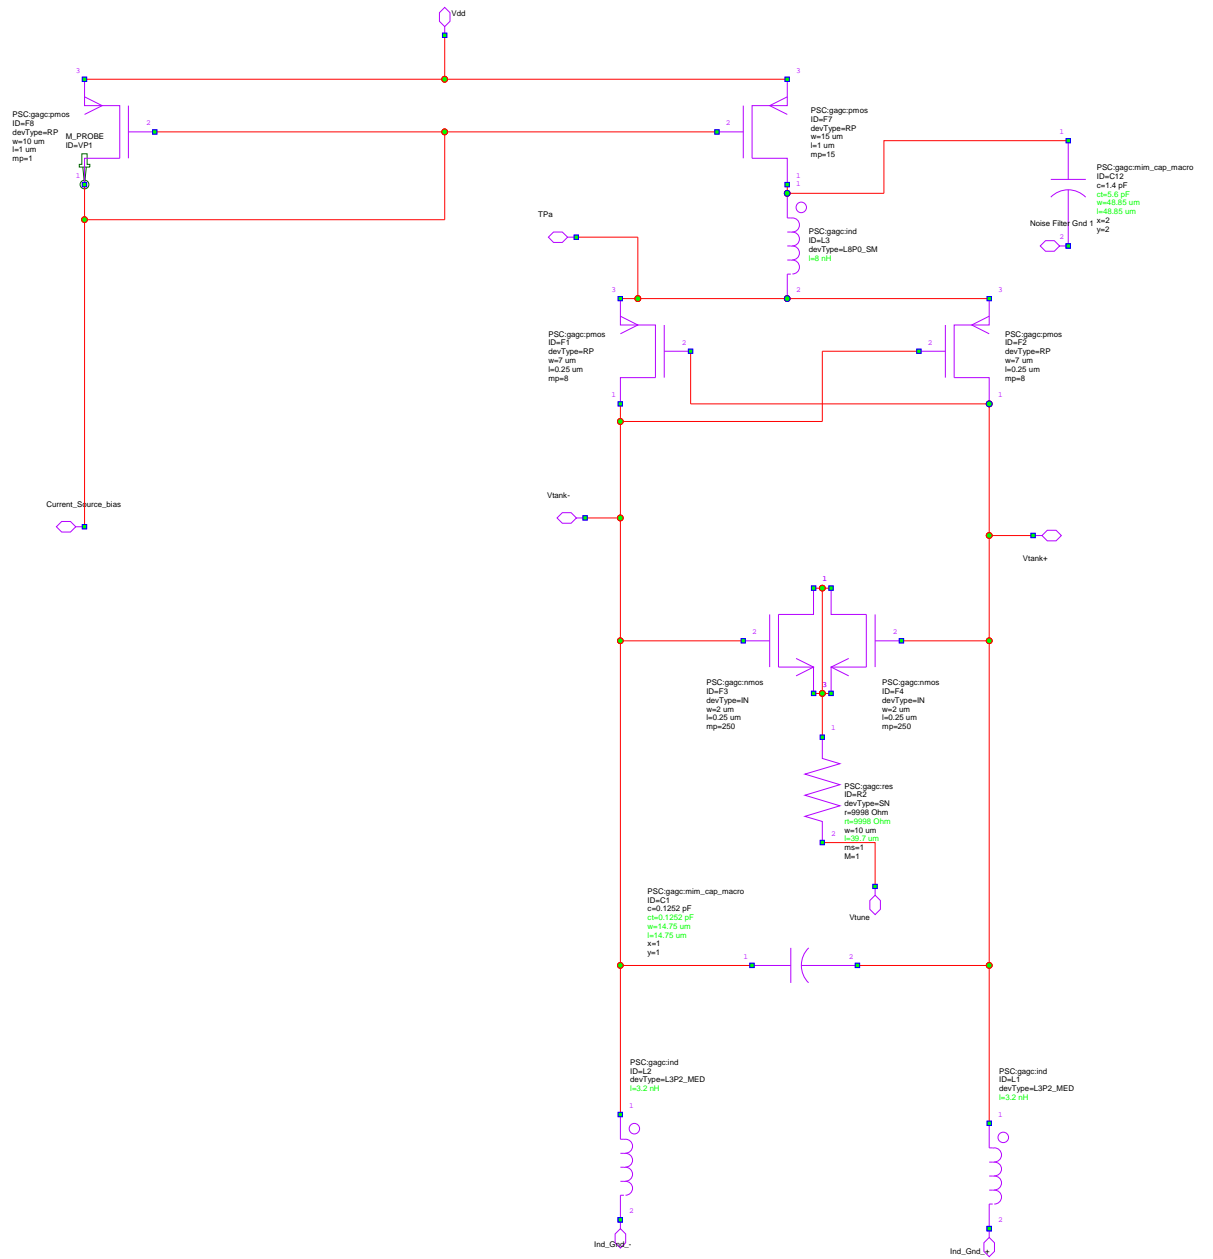 Vdd
3
3
PSC:gagc:pmos
ID=F8
devType=RP
w=10 um
l=1 um
mp=1
M_PROBE
ID=VP1
2
1
2
PSC:gagc:pmos
ID=F7
devType=RP
w=15 um
l=1 um
mp=15
1
1
1
PSC:gagc:mim_cap_macro
ID=C12
c=1.4 pF
ct=5.6 pF
w=48.85 um
l=48.85 um
x=2
y=2
Noise Filter Gnd 1
2
TPa
PSC:gagc:ind
ID=L3
devType=L8P0_SM
l=8 nH
2
3
3
PSC:gagc:pmos
ID=F1
devType=RP
w=7 um
l=0.25 um
mp=8
2
2
PSC:gagc:pmos
ID=F2
devType=RP
w=7 um
l=0.25 um
mp=8
1
1
Current_Source_bias
Vtank-
Vtank+
1
2
2
3
PSC:gagc:nmos
ID=F3
devType=IN
w=2 um
l=0.25 um
mp=250
PSC:gagc:nmos
ID=F4
devType=IN
w=2 um
l=0.25 um
mp=250
1
PSC:gagc:res
ID=R2
devType=SN
r=9998 Ohm
rt=9998 Ohm
w=10 um
l=39.7 um
ms=1
M=1
2
Vtune
PSC:gagc:mim_cap_macro
ID=C1
c=0.1252 pF
ct=0.1252 pF
w=14.75 um
l=14.75 um
x=1
y=1
1
2
PSC:gagc:ind
ID=L2
devType=L3P2_MED
l=3.2 nH
1
PSC:gagc:ind
ID=L1
devType=L3P2_MED
l=3.2 nH
1
2
2
Ind_Gnd_-
Ind_Gnd_+